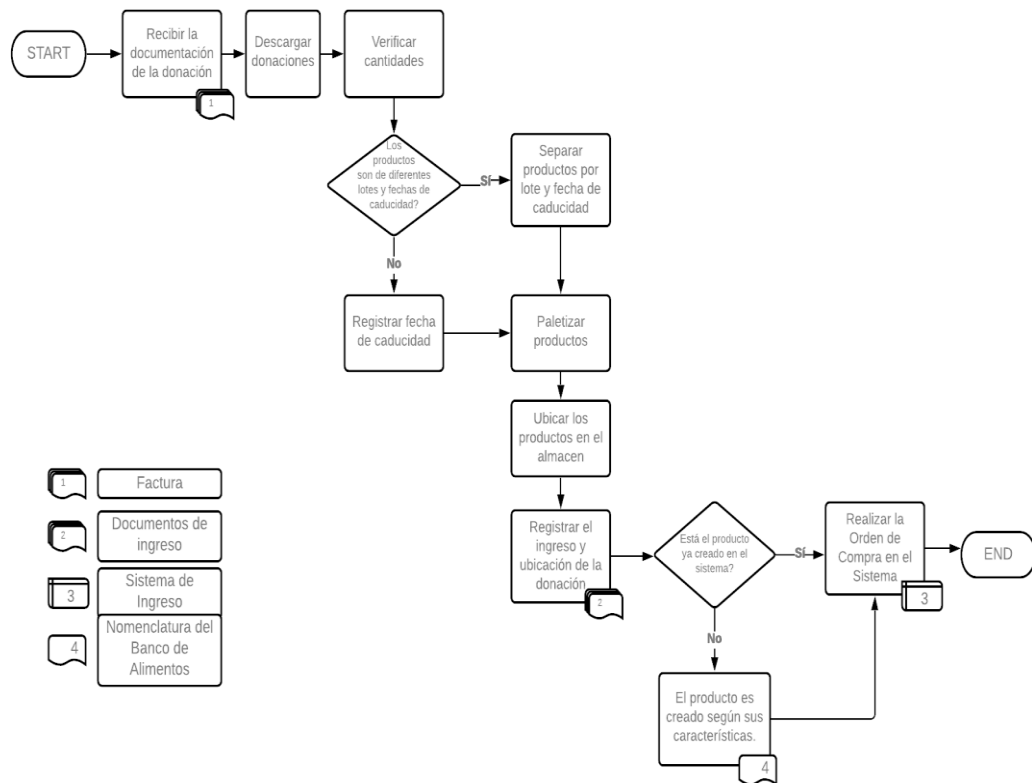 START
Recibir la
documentación
de la donación
1
Descargar
donaciones
Verificar
cantidades
Los
productos
son de diferentes
lotes y fechas de
caducidad?
Sí
Separar
productos por
lote y fecha de
caducidad
No
Registrar fecha
de caducidad
Paletizar
productos
Ubicar los
productos en el
almacen
Registrar el
ingreso y
ubicación de la
donación
2
Está el producto
ya creado en el
sistema?
Sí
Realizar la
Orden de
Compra en el
Sistema
3
END
No
El producto es
creado según sus
características.
4
1
Factura
2
Documentos de
ingreso
3
Sistema de
Ingreso
4
Nomenclatura del
Banco de
Alimentos